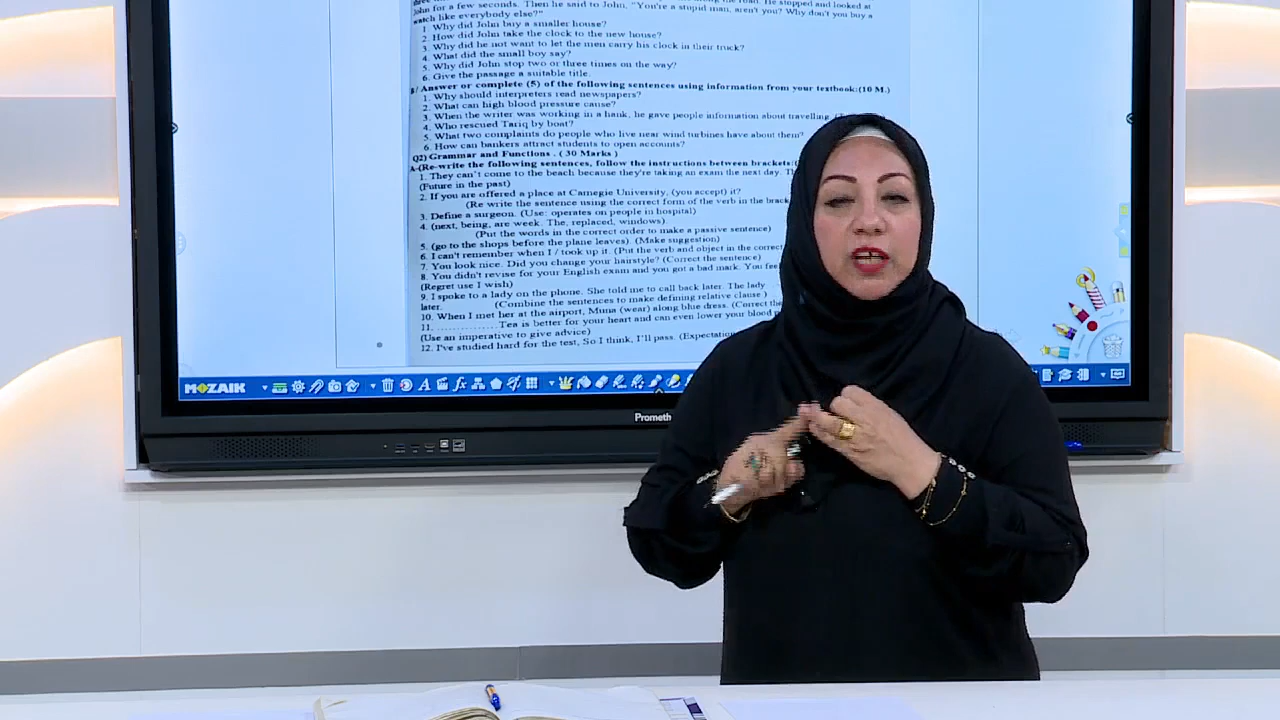 John for a few seconds. Then he said to John, "You're a stupid man, aren't you? Why don't you buy a
watch like everybody else?"
1. Why did John buy a smaller house?
2. How did John take the clock to the new house?
3. Why did he not want to let the men carry his clock in their truck?
4. What did the small boy say?
5. Why did John stop two or three times on the way?
6. Give the passage a suitable title.
B/ Answer or complete (5) of the following sentences using information from your textbook:(10 M.)
1. Why should interpreters read newspapers?
2. What can high blood pressure cause?
3. When the writer was working in a bank, he gave people information about travelling.
4. Who rescued Tariq by boat?
5. What two complaints do people who live near wind turbines have about them?
6. How can bankers attract students to open accounts?
Q2) Grammar and Functions . ( 30 Marks )
A-(Re-write the following sentences, follow the instructions between brackets:(
1. They can't come to the beach because they're taking an exam the next day.
(Future in the past)
2. If you are offered a place at Carnegie University, (you accept) it?
(Re write the sentence using the correct form of the verb in the
3. Define a surgeon. (Use: operates on people in hospital)
4. (next, being, are week. The, replaced, windows).
(Put the words in the correct order to make a passive sentence)
5. (go to the shops before the plane leaves). (Make suggestion)
6. I can't remember when I / took up it. (Put the verb and object in the correct
7. You look nice. Did you change your hairstyle? (Correct the sentence)
8. You didn't revise for your English exam and you got a bad mark. You feel
(Regret use I wish)
9. I spoke to a lady on the phone. She told me to call back later. The lady
later. (Combine the sentences to make defining relative clause )
10. When I met her at the airport, Muna (wear) along blue dress. (Correct the
11. ................Tea is better for your heart and can even lower your blood
(Use an imperative to give advice)
12. I've studied hard for the test, So I think, I'll pass.
MOZAIK
Prometh